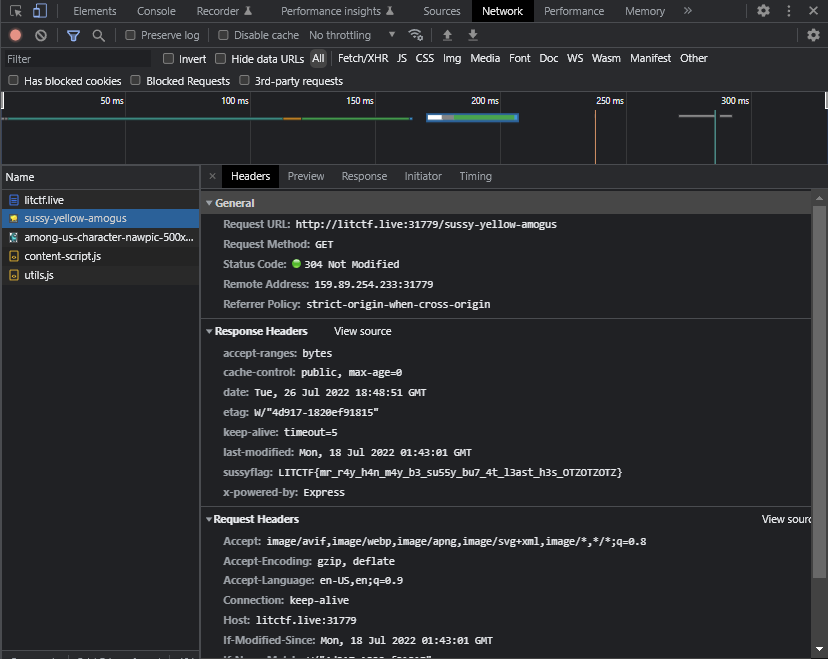 Elements Console Recorder Performance insights Sources Network Performance Memory »
Preserve log Disable cache No throttling
Filter Invert Hide data URLs All Fetch/XHR JS CSS Img Media Font Doc WS Wasm Manifest Other
Has blocked cookies Blocked Requests 3rd-party requests
50 ms 100 ms 150 ms 200 ms 250 ms 300 ms
Name
litctf.live
sussy-yellow-amogus
among-us-character-nawpic-500x...
content-script.js
utils.js
× Headers Preview Response Initiator Timing
General
Request URL: http://litctf.live:31779/sussy-yellow-amogus
Request Method: GET
Status Code: 304 Not Modified
Remote Address: 159.89.254.233:31779
Referrer Policy: strict-origin-when-cross-origin
Response Headers View source
accept-ranges: bytes
cache-control: public, max-age=0
date: Tue, 26 Jul 2022 18:48:51 GMT
etag: W/"4d917-1820ef91815"
keep-alive: timeout=5
last-modified: Mon, 18 Jul 2022 01:43:01 GMT
sussyflag: LITCTF{mr_r4y_h4n_m4y_b3_su55y_bu7_4t_l3ast_h3s_OTZOTZOTZ}
x-powered-by: Express
Request Headers View sourc
Accept: image/avif,image/webp,image/apng,image/svg+xml,image/*,*/*;q=0.8
Accept-Encoding: gzip, deflate
Accept-Language: en-US,en;q=0.9
Connection: keep-alive
Host: litctf.live:31779
If-Modified-Since: Mon, 18 Jul 2022 01:43:01 GMT